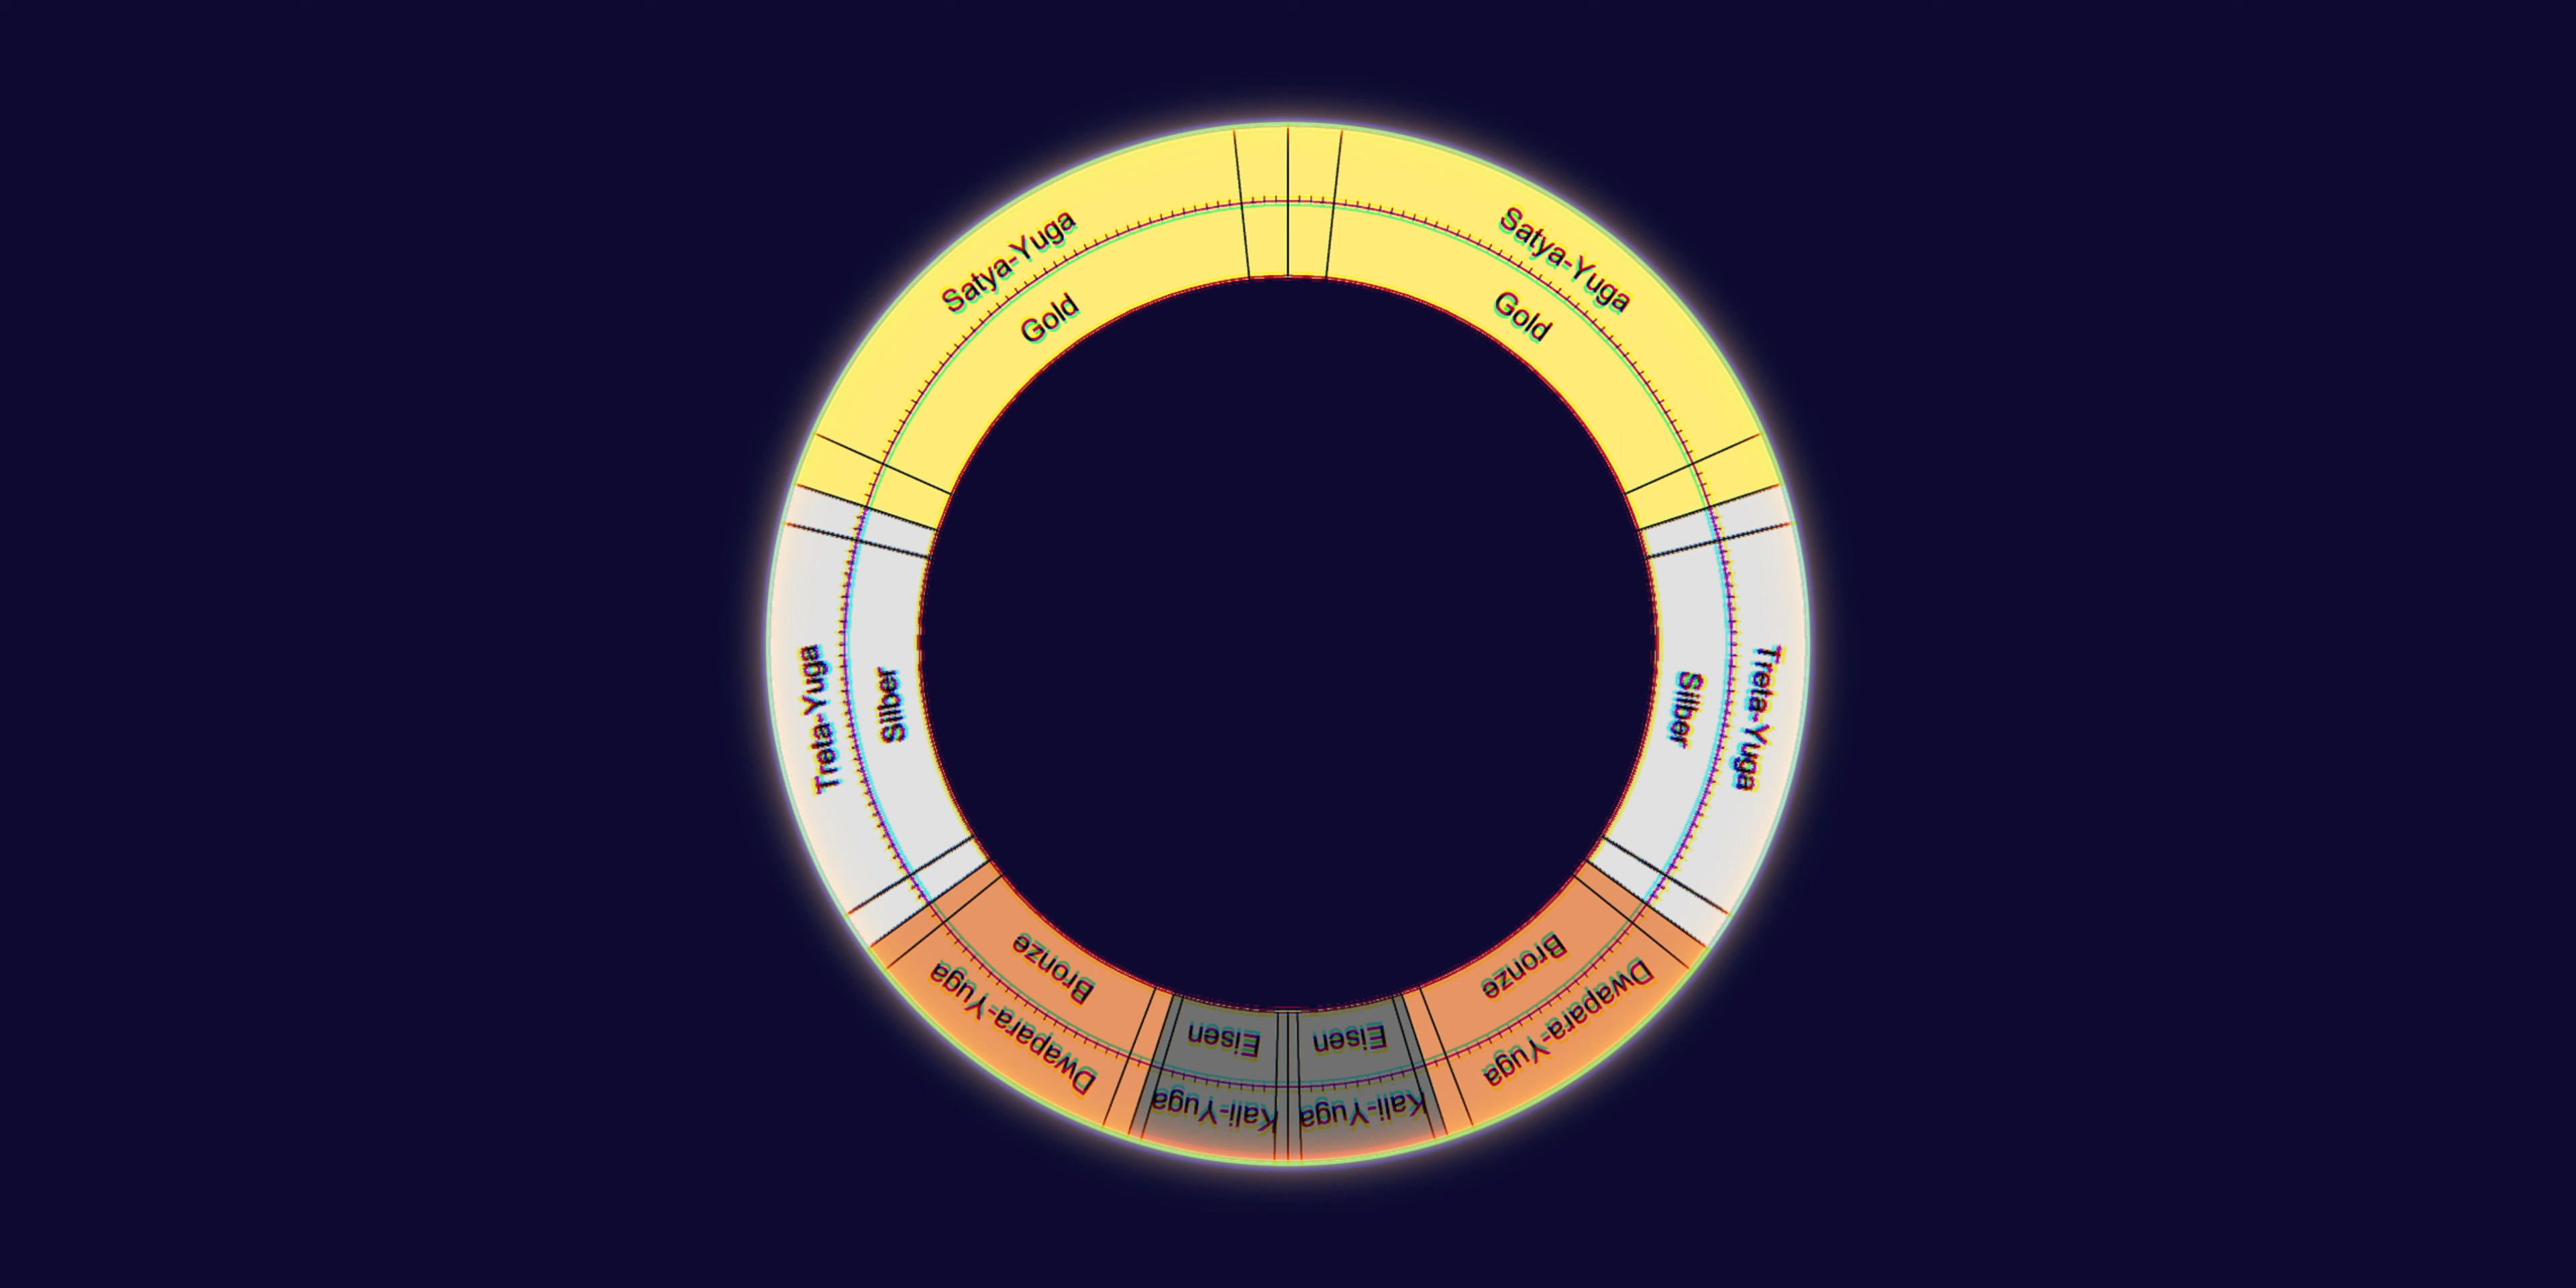 Satya-Yuga
Gold
Satya-Yuga
Gold
Treta-Yuga
Silber
Silber
Treta-Yuga
Bronze
Dwapara-Yuga
Bronze
Dwapara-Yuga
Eisen
Kali-Yuga
Eisen
Kali-Yuga